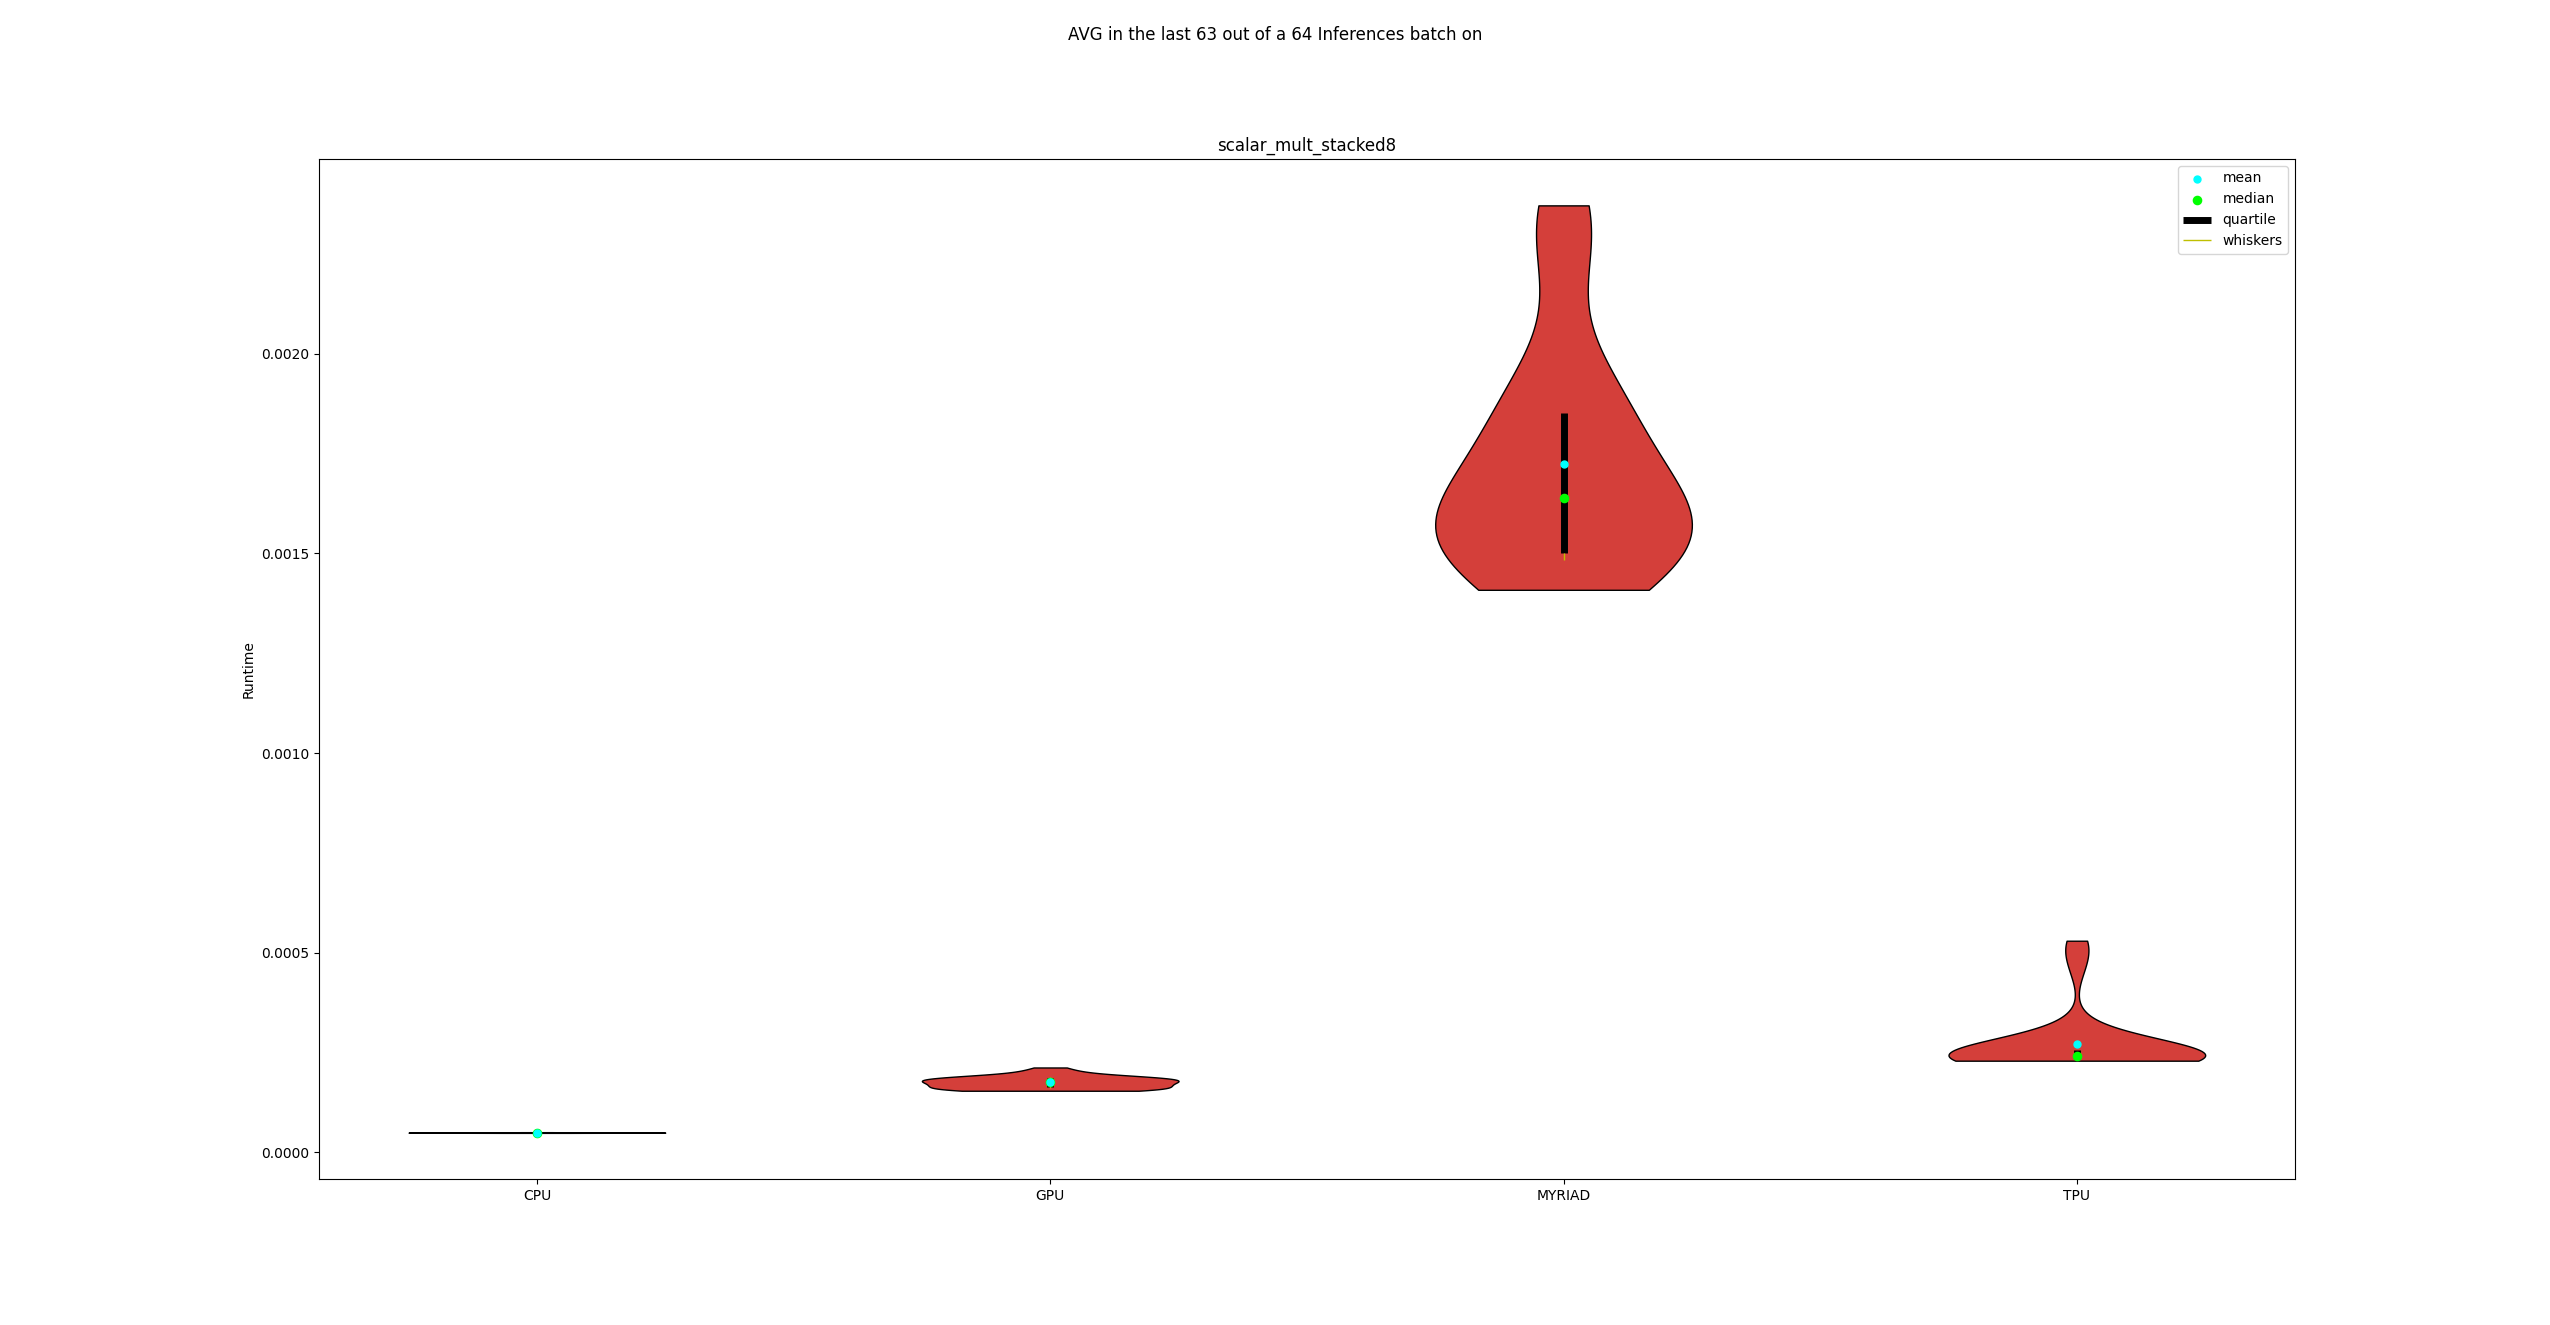 AVG in the last 63 out of a 64 Inferences batch on
scalar_mult_stacked8
mean
median
quartile
whiskers
Runtime
0.0020
0.0015
0.0010
0.0005
0.0000
CPU GPU MYRIAD TPU